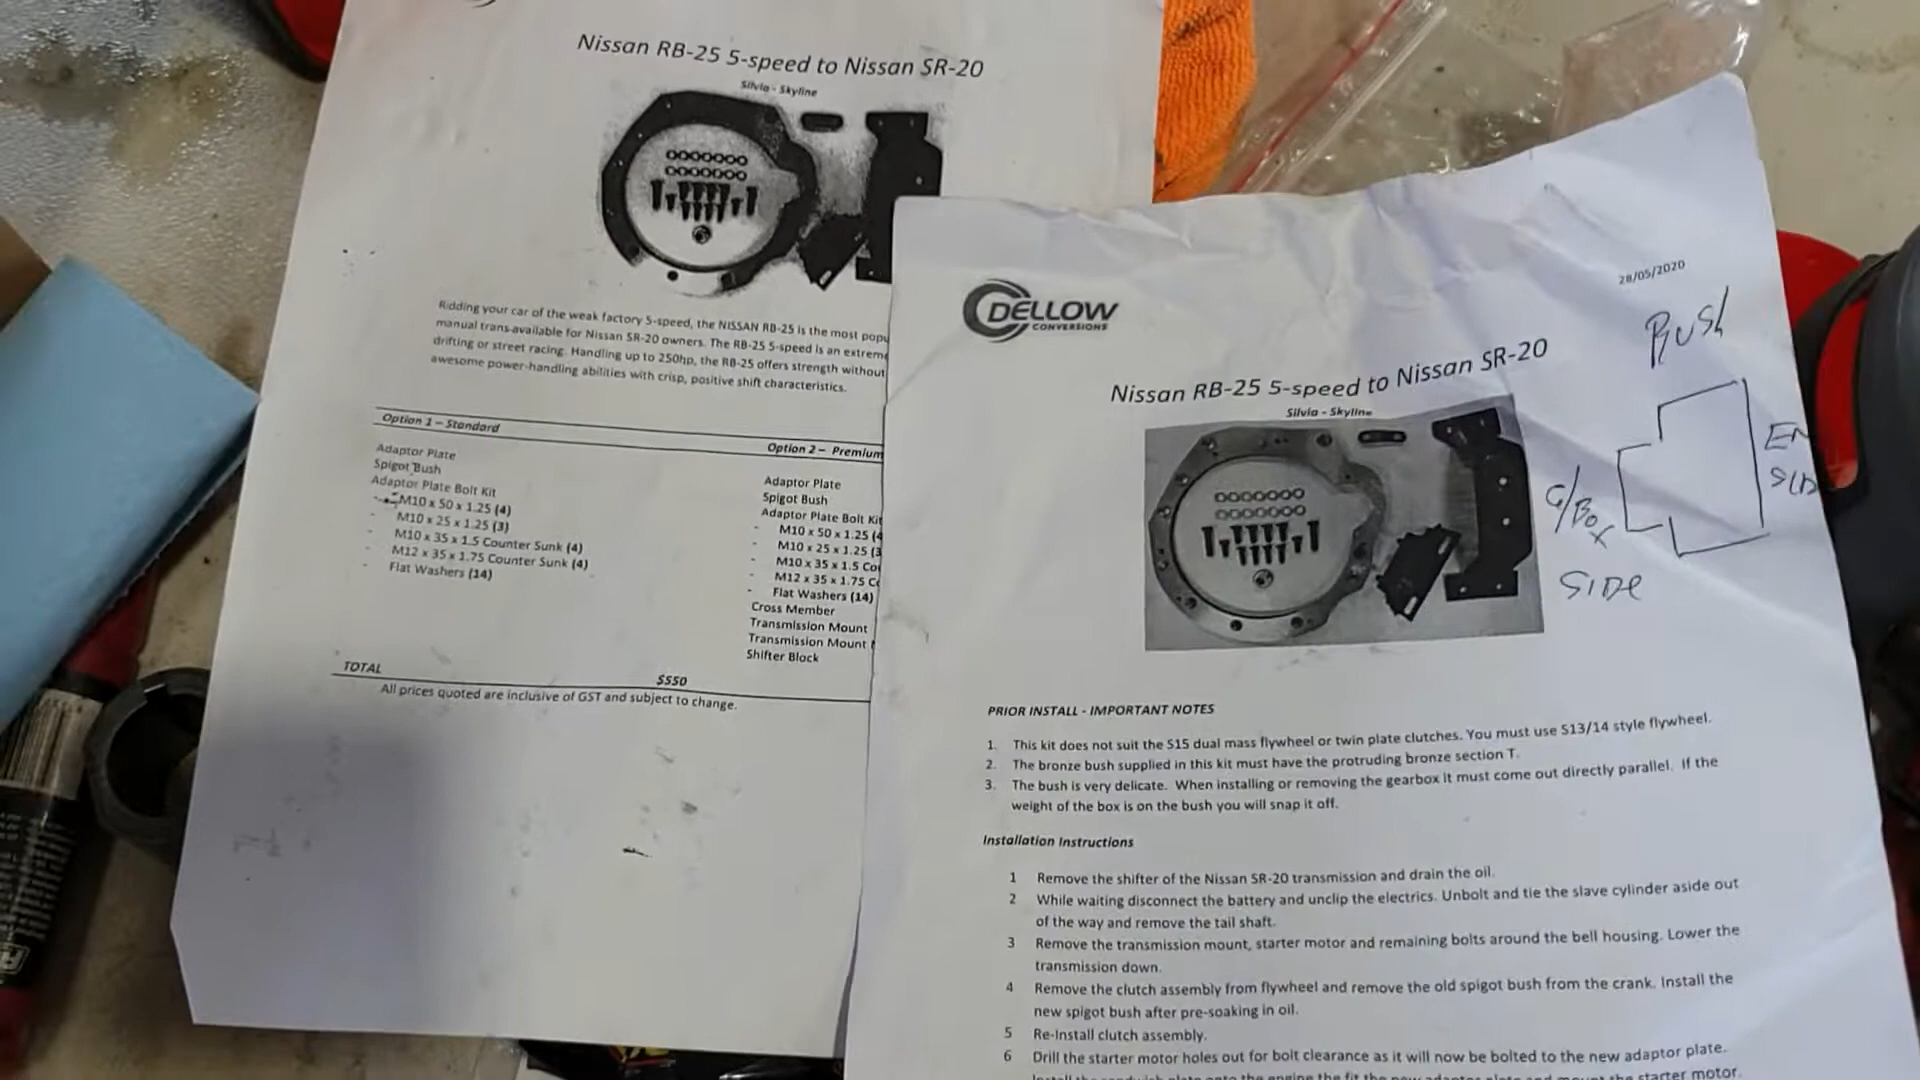 Nissan RB-25 5-speed to Nissan SR-20
Silvia - Skyline
Ridding your car of the weak factory 5-speed, the NISSAN RB-25 is the most
manual trans available for Nissan SR-20 owners. The RB-25 5-speed is an
drifting or street racing. Handling up to 250hp, the RB-25 offers strength without
awesome power-handling abilities with crisp, positive shift characteristics.
Option 1 – Standard
Adaptor Plate
Spigot Bush
Adaptor Plate Bolt Kit
- M10 x 50 x 1.25 (4)
- M10 x 25 x 1.25 (3)
- M10 x 35 x 1.5 Counter Sunk (4)
- M12 x 35 x 1.75 Counter Sunk (4)
- Flat Washers (14)
Option 2 – Premium
Adaptor Plate
Spigot Bush
Adaptor Plate Bolt Kit
- M10 x 50 x 1.25 (4
- M10 x 25 x 1.25 (3
- M10 x 35 x 1.5
- M12 x 35 x 1.75
- Flat Washers (14)
Cross Member
Transmission Mount
Transmission Mount
Shifter Block
TOTAL $550
All prices quoted are inclusive of GST and subject to change.
DELLOW
CONVERSIONS
28/05/2020
BUSH
Nissan RB-25 5-speed to Nissan SR-20
Silvia - Skyline
EN
SID
G/BOX
SIDE
PRIOR INSTALL - IMPORTANT NOTES
1. This kit does not suit the S15 dual mass flywheel or twin plate clutches. You must use S13/14 style flywheel.
2. The bronze bush supplied in this kit must have the protruding bronze section T.
3. The bush is very delicate. When installing or removing the gearbox it must come out directly parallel. If the
weight of the box is on the bush you will snap it off.
Installation Instructions
1 Remove the shifter of the Nissan SR-20 transmission and drain the oil.
2 While waiting disconnect the battery and unclip the electrics. Unbolt and tie the slave cylinder aside out
of the way and remove the tail shaft.
3 Remove the transmission mount, starter motor and remaining bolts around the bell housing. Lower the
transmission down.
4 Remove the clutch assembly from flywheel and remove the old spigot bush from the crank. Install the
new spigot bush after pre-soaking in oil.
5 Re-Install clutch assembly.
6 Drill the starter motor holes out for bolt clearance as it will now be bolted to the new adaptor plate.
the starter motor.